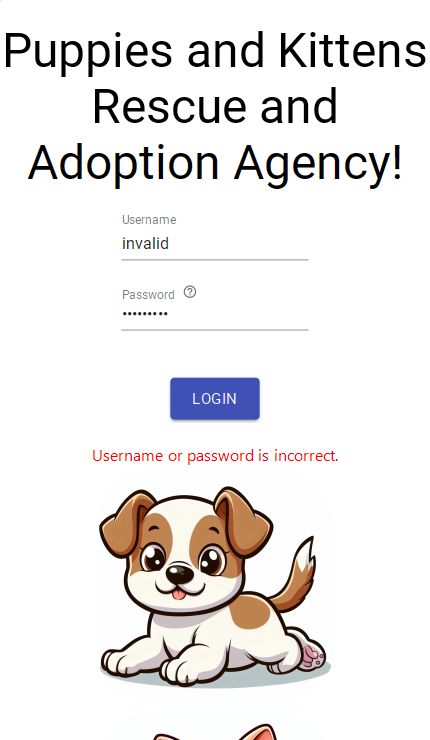 Puppies and Kittens
Rescue and
Adoption Agency!
Username
invalid
Password ?
•••••••••
LOGIN
Username or password is incorrect.